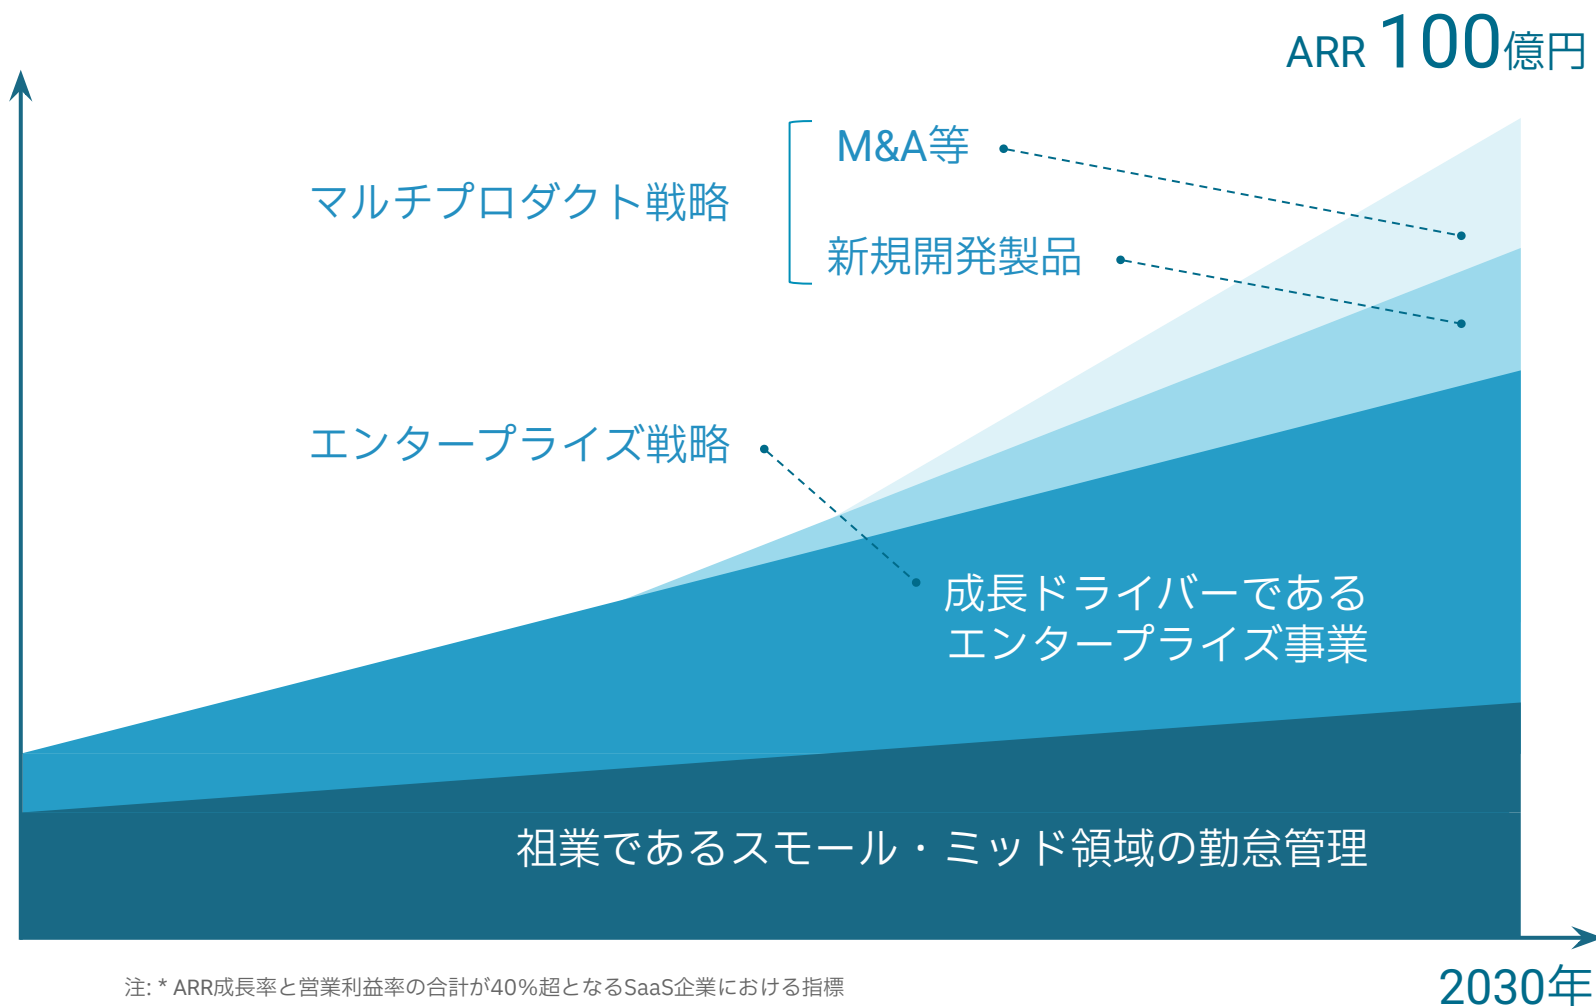 ARR 100億円
M&A等
マルチプロダクト戦略
新規開発製品
エンタープライズ戦略
成長ドライバーである
エンタープライズ事業
祖業であるスモール・ミッド領域の勤怠管理
注: * ARR成長率と営業利益率の合計が40%超となるSaaS企業における指標
2030年